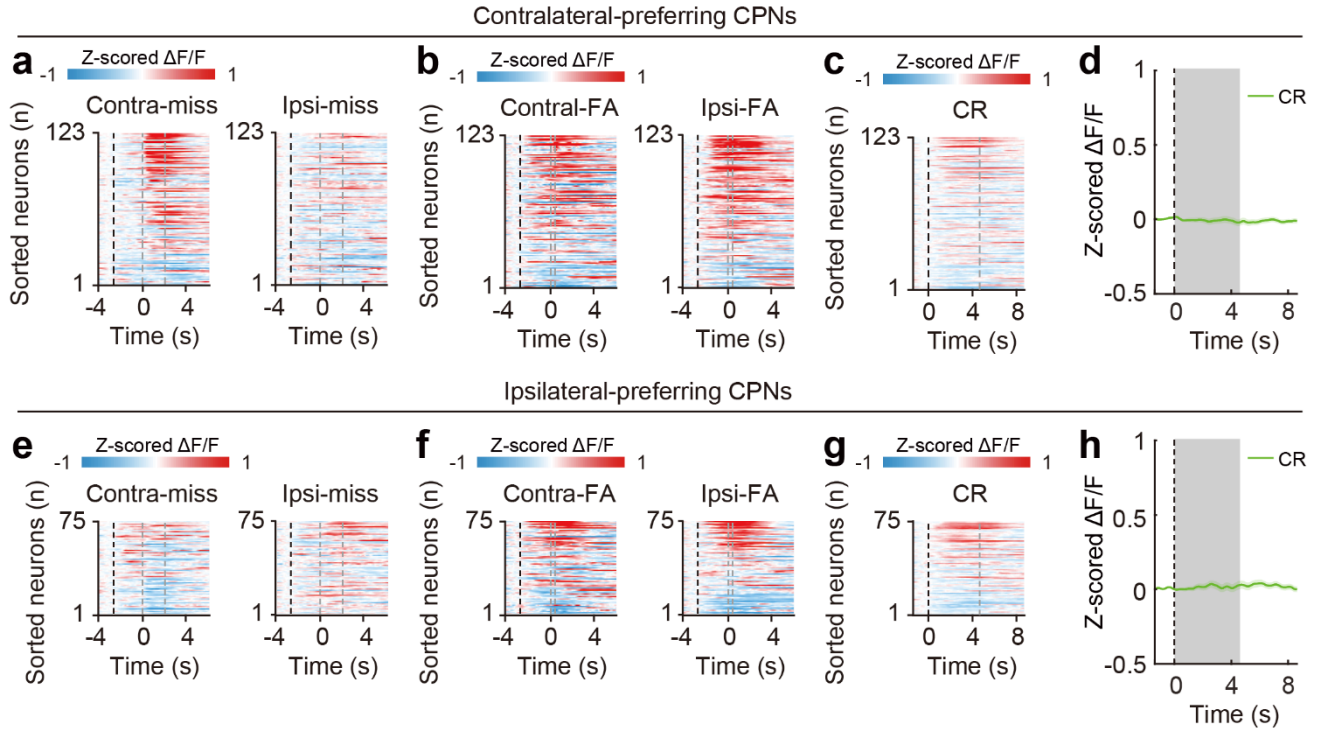 Contralateral-preferring CPNs
a
Z-scored ΔF/F
-1 1
Contra-miss Ipsi-miss
Sorted neurons (n)
123 123
1 1
-4 0 4 -4 0 4
Time (s) Time (s)
b
Z-scored ΔF/F
-1 1
Contral-FA Ipsi-FA
Sorted neurons (n)
123 123
1 1
-4 0 4 -4 0 4
Time (s) Time (s)
c
Z-scored ΔF/F
-1 1
CR
Sorted neurons (n)
123
1
0 4 8
Time (s)
d
Z-scored ΔF/F
1
0.5
0
-0.5
CR
0 4 8
Time (s)
Ipsilateral-preferring CPNs
e
Z-scored ΔF/F
-1 1
Contra-miss Ipsi-miss
Sorted neurons (n)
75 75
1 1
-4 0 4 -4 0 4
Time (s) Time (s)
f
Z-scored ΔF/F
-1 1
Contra-FA Ipsi-FA
Sorted neurons (n)
75 75
1 1
-4 0 4 -4 0 4
Time (s) Time (s)
g
Z-scored ΔF/F
-1 1
CR
Sorted neurons (n)
75
1
0 4 8
Time (s)
h
Z-scored ΔF/F
1
0.5
0
-0.5
CR
0 4 8
Time (s)